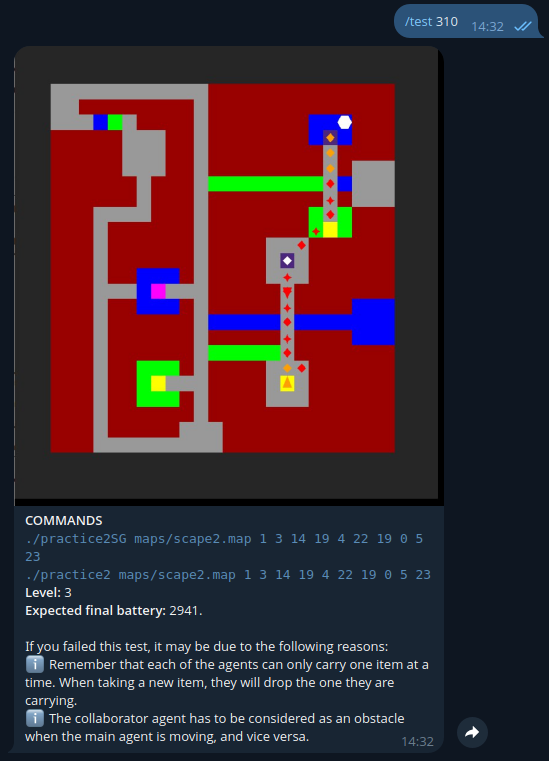 /test 310
14:32
COMMANDS
./practice2SG maps/scape2.map 1 3 14 19 4 22 19 0 5
23
./practice2 maps/scape2.map 1 3 14 19 4 22 19 0 5 23
Level: 3
Expected final battery: 2941.
If you failed this test, it may be due to the following reasons:
ℹ️ Remember that each of the agents can only carry one item at a
time. When taking a new item, they will drop the one they are
carrying.
ℹ️ The collaborator agent has to be considered as an obstacle
when the main agent is moving, and vice versa.
14:32